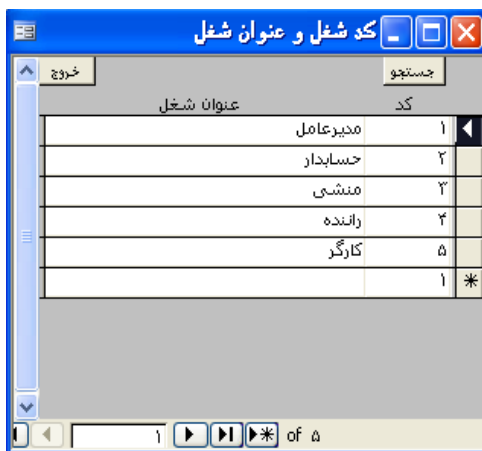 کد شغل و عنوان شغل
جستجو خروج
کد عنوان شغل
۱ مدیرعامل
۲ حسابدار
۳ منشی
۴ راننده
۵ کارگر
۱
۱ of ۵